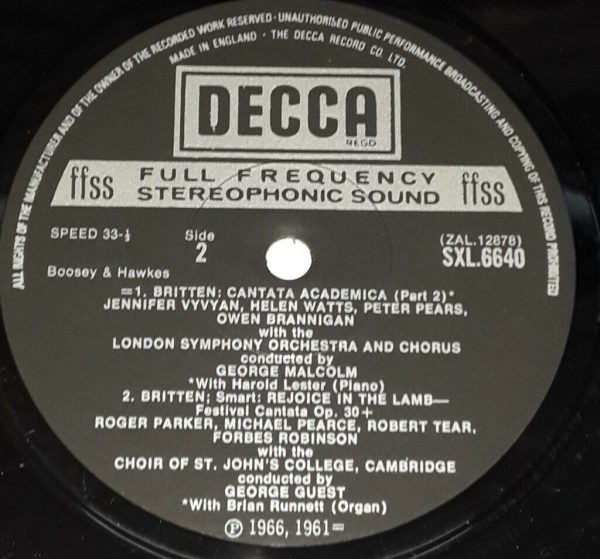 ALL RIGHTS OF THE MANUFACTURER AND OF THE OWNER OF THE RECORDED WORK RESERVED · UNAUTHORISED PUBLIC PERFORMANCE BROADCASTING AND COPYING OF THIS RECORD PROHIBITED
MADE IN ENGLAND · THE DECCA RECORD CO. LTD.
DECCA
REGD
ffss FULL FREQUENCY STEREOPHONIC SOUND ffss
SPEED 33-⅓
Side
2
(ZAL.12878)
SXL.6640
Boosey & Hawkes
=1. BRITTEN: CANTATA ACADEMICA (Part 2)*
JENNIFER VYVYAN, HELEN WATTS, PETER PEARS,
OWEN BRANNIGAN
with the
LONDON SYMPHONY ORCHESTRA AND CHORUS
conducted by
GEORGE MALCOLM
*With Harold Lester (Piano)
2. BRITTEN; Smart: REJOICE IN THE LAMB—
Festival Cantata Op. 30+
ROGER PARKER, MICHAEL PEARCE, ROBERT TEAR,
FORBES ROBINSON
with the
CHOIR OF ST. JOHN'S COLLEGE, CAMBRIDGE
conducted by
GEORGE GUEST
*With Brian Runnett (Organ)
℗ 1966, 1961=